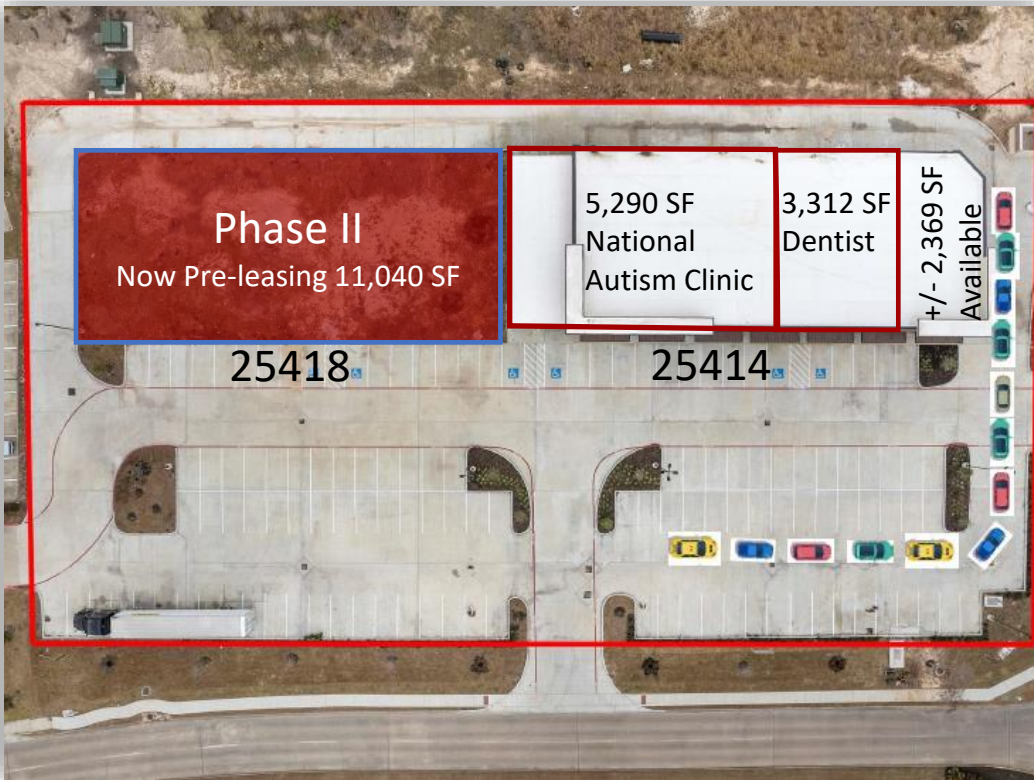 Phase II
Now Pre-leasing 11,040 SF
5,290 SF
National
Autism Clinic
3,312 SF
Dentist
+/- 2,369 SF
Available
25418
25414